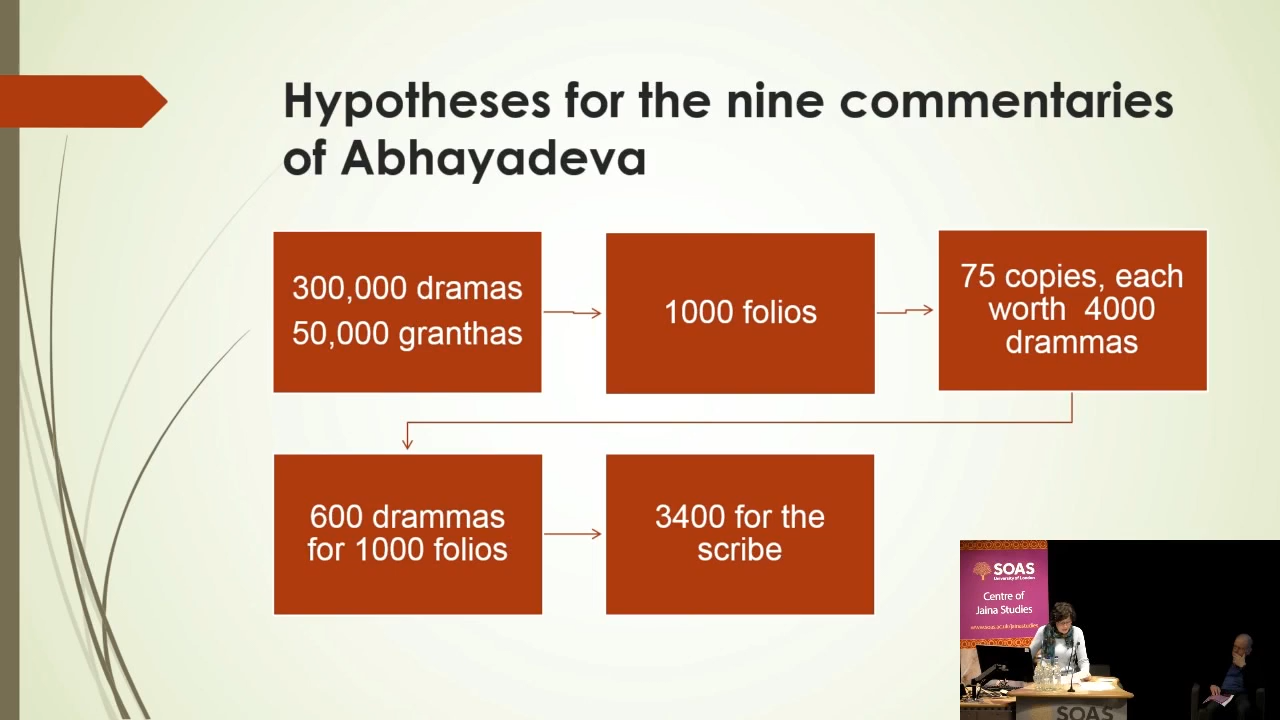 Hypotheses for the nine commentaries
of Abhayadeva
300,000 dramas
50,000 granthas
1000 folios
75 copies, each
worth 4000
drammas
600 drammas
for 1000 folios
3400 for the
scribe
SOAS
University of London
Centre of
Jaina Studies
www.soas.ac.uk/jainastudies
SOAS